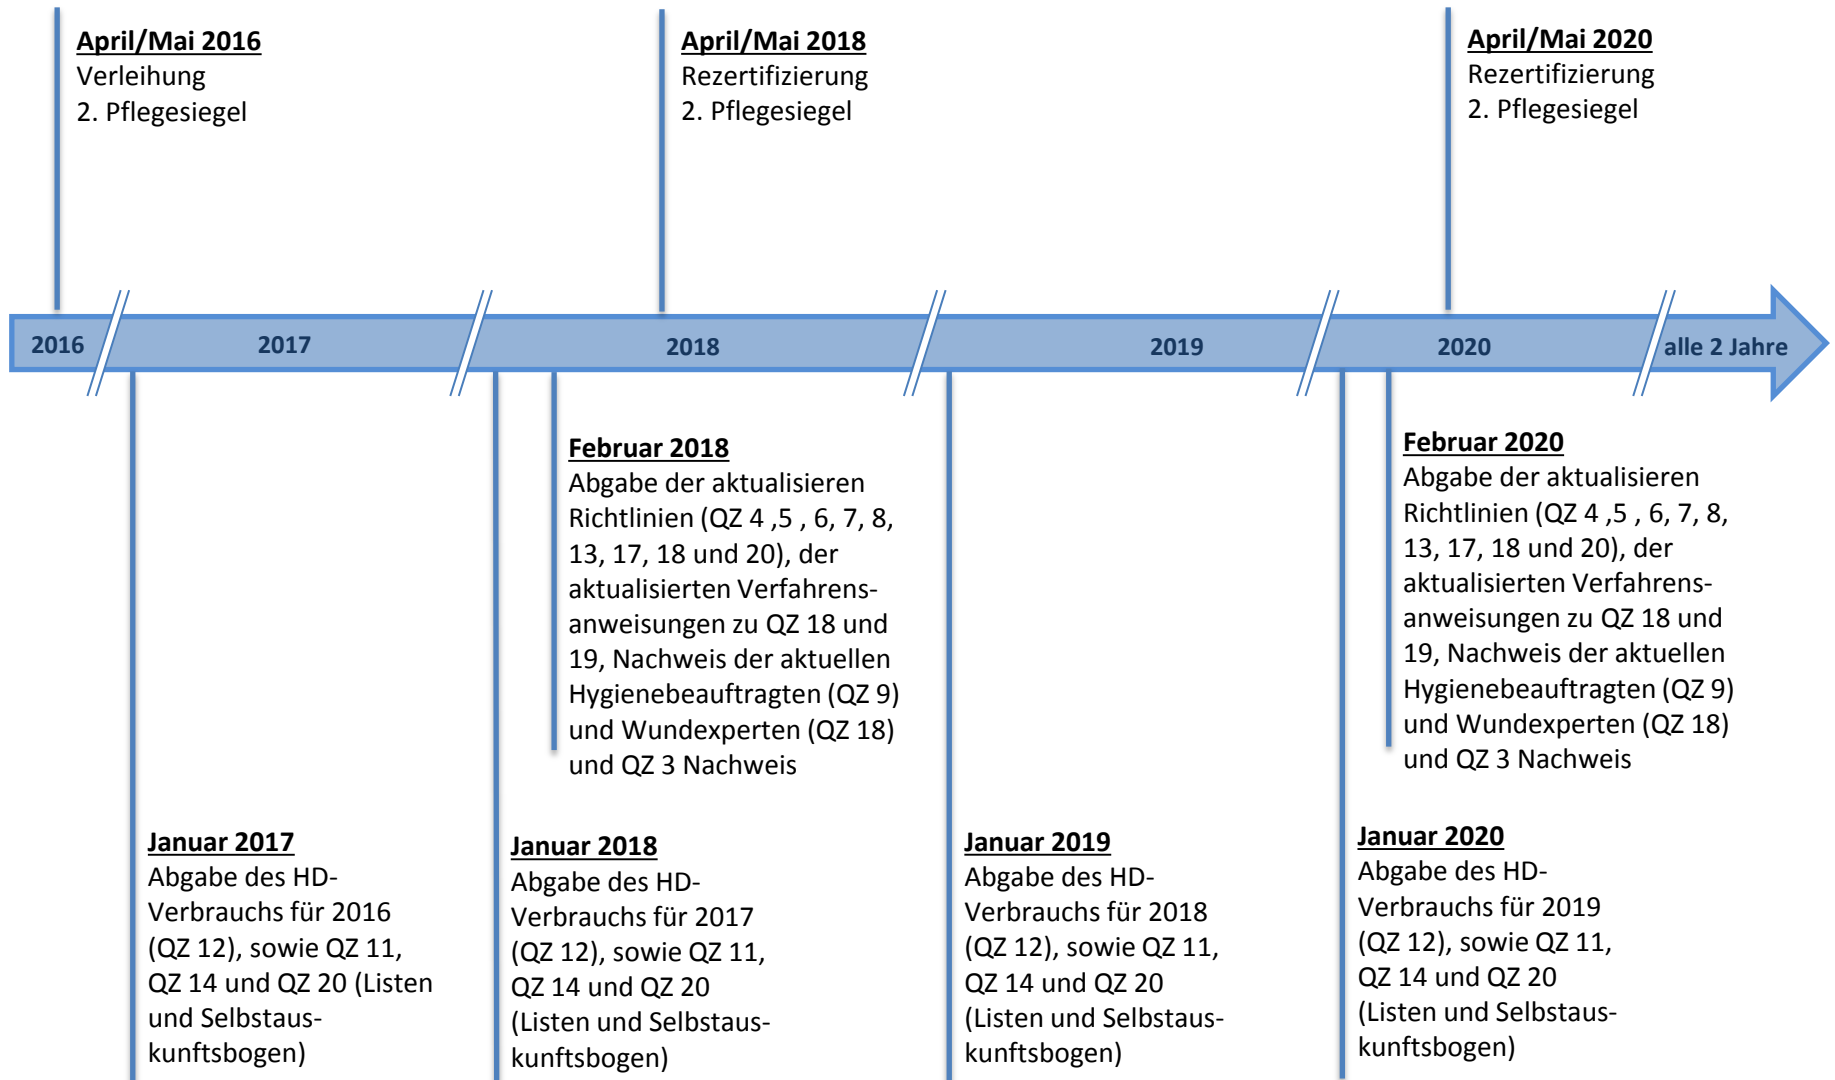 April/Mai 2016
Verleihung
2. Pflegesiegel
April/Mai 2018
Rezertifizierung
2. Pflegesiegel
April/Mai 2020
Rezertifizierung
2. Pflegesiegel
2016
2017
2018
2019
2020
alle 2 Jahre
Februar 2018
Abgabe der aktualisieren
Richtlinien (QZ 4 ,5 , 6, 7, 8,
13, 17, 18 und 20), der
aktualisierten Verfahrens-
anweisungen zu QZ 18 und
19, Nachweis der aktuellen
Hygienebeauftragten (QZ 9)
und Wundexperten (QZ 18)
und QZ 3 Nachweis
Februar 2020
Abgabe der aktualisieren
Richtlinien (QZ 4 ,5 , 6, 7, 8,
13, 17, 18 und 20), der
aktualisierten Verfahrens-
anweisungen zu QZ 18 und
19, Nachweis der aktuellen
Hygienebeauftragten (QZ 9)
und Wundexperten (QZ 18)
und QZ 3 Nachweis
Januar 2017
Abgabe des HD-
Verbrauchs für 2016
(QZ 12), sowie QZ 11,
QZ 14 und QZ 20 (Listen
und Selbstaus-
kunftsbogen)
Januar 2018
Abgabe des HD-
Verbrauchs für 2017
(QZ 12), sowie QZ 11,
QZ 14 und QZ 20
(Listen und Selbstaus-
kunftsbogen)
Januar 2019
Abgabe des HD-
Verbrauchs für 2018
(QZ 12), sowie QZ 11,
QZ 14 und QZ 20
(Listen und Selbstaus-
kunftsbogen)
Januar 2020
Abgabe des HD-
Verbrauchs für 2019
(QZ 12), sowie QZ 11,
QZ 14 und QZ 20
(Listen und Selbstaus-
kunftsbogen)